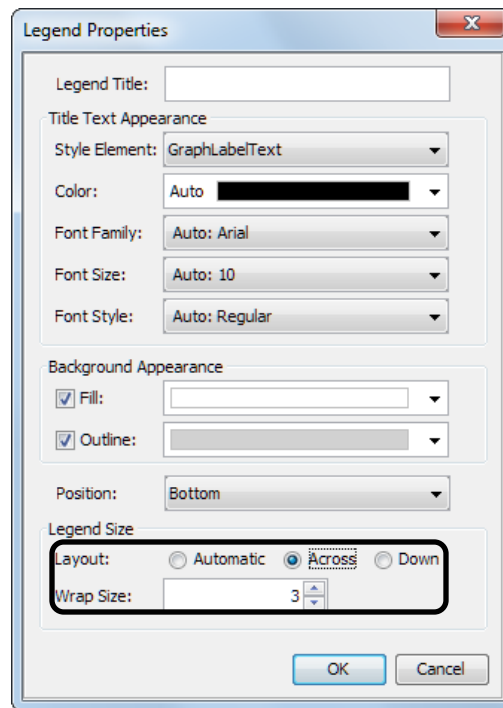 Legend Properties
Legend Title:
Title Text Appearance
Style Element: GraphLabelText
Color: Auto
Font Family: Auto: Arial
Font Size: Auto: 10
Font Style: Auto: Regular
Background Appearance
Fill:
Outline:
Position: Bottom
Legend Size
Layout: Automatic Across Down
Wrap Size: 3
OK Cancel